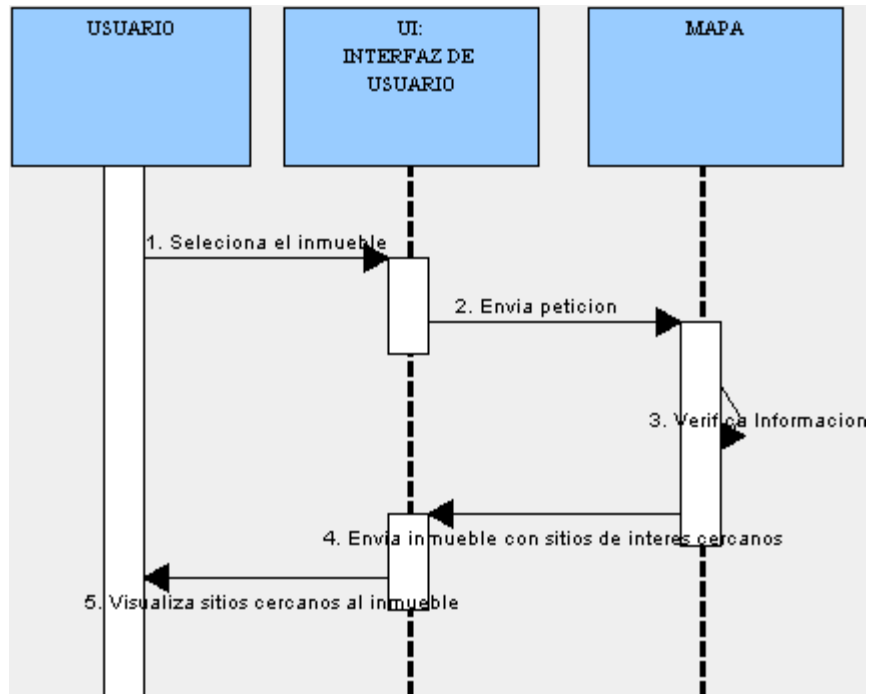 USUARIO
UI:
INTERFAZ DE
USUARIO
MAPA
1. Seleciona el inmueble
2. Envia peticion
3. Verifica Informacion
4. Envia inmueble con sitios de interes cercanos
5. Visualiza sitios cercanos al inmueble